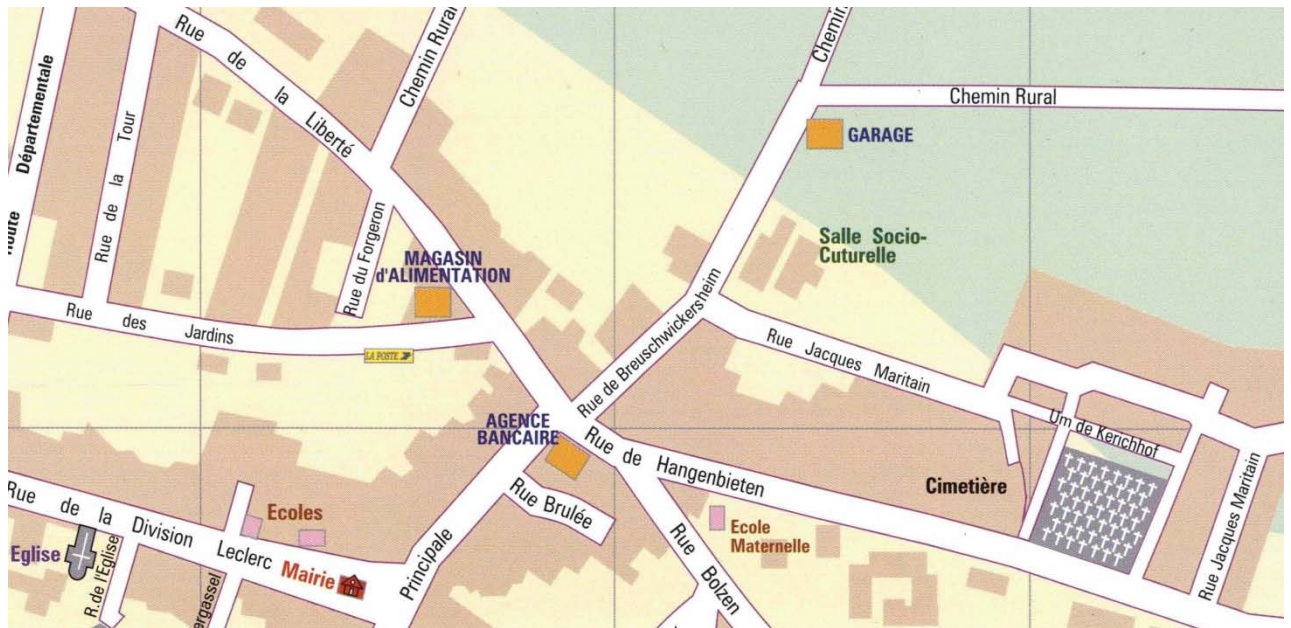 Rue de la Liberté
Chemin Rural
Chemin
Chemin Rural
GARAGE
Départementale
Rue de la Tour
Salle Socio-
Cuturelle
MAGASIN
d'ALIMENTATION
Rue du Forgeron
Rue des Jardins
LA POSTE
Rue de Breuschwickersheim
Rue Jacques Maritain
AGENCE
BANCAIRE
Rue de Hangenbieten
Um de Kerichhof
Cimetière
Rue Jacques Maritain
Rue Brulée
Rue de la Division Leclerc
Ecoles
Ecole
Maternelle
Eglise
R. de l'Eglise
Mairie
Principale
Rue Bolzen
ergassel